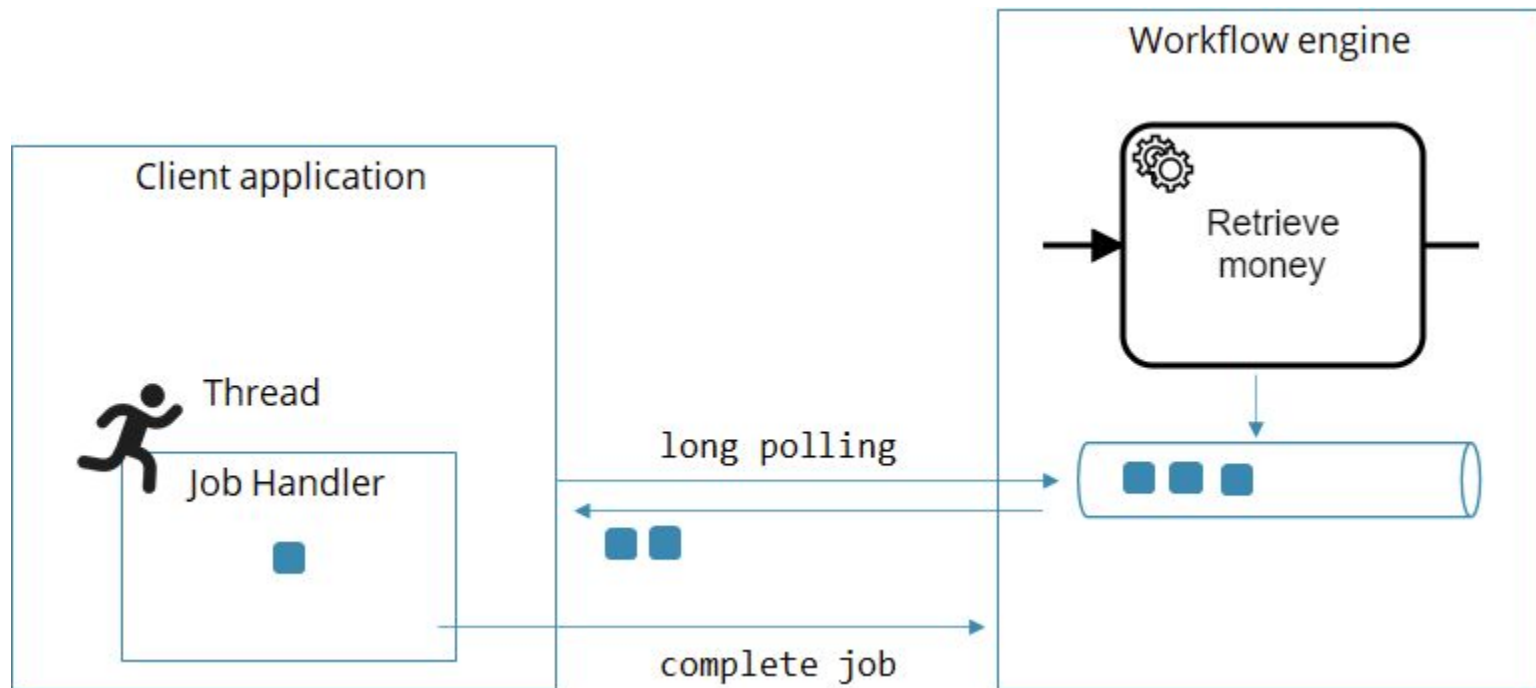 Workflow engine
Client application
Retrieve
money
Thread
Job Handler
long polling
complete job